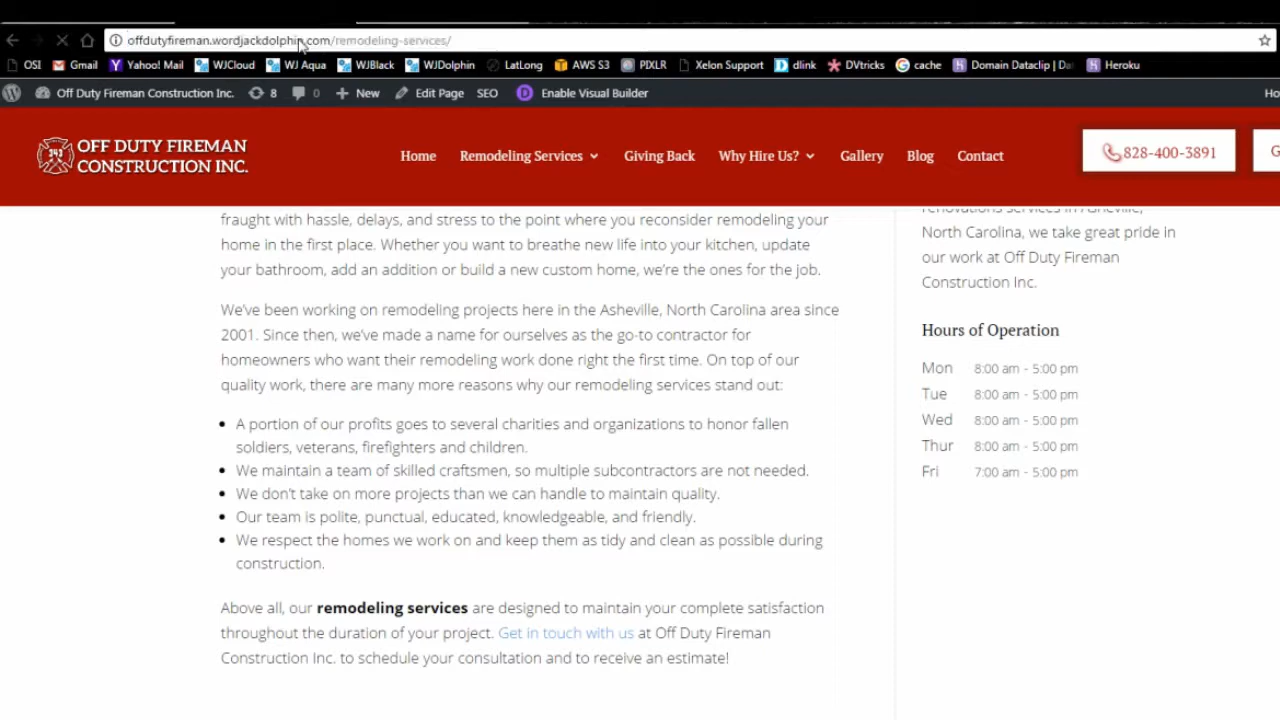 offdutyfireman.wordjackdolphin.com/remodeling-services/
OSI Gmail Yahoo! Mail WJCloud WJ Aqua WJBlack WJDolphin LatLong AWS S3 PIXLR Xelon Support dlink DVtricks cache Domain Dataclip | Da Heroku
Off Duty Fireman Construction Inc. 8 0 New Edit Page SEO Enable Visual Builder Ho
343 OFF DUTY FIREMAN
CONSTRUCTION INC.
Home Remodeling Services Giving Back Why Hire Us? Gallery Blog Contact 828-400-3891 G
fraught with hassle, delays, and stress to the point where you reconsider remodeling your
home in the first place. Whether you want to breathe new life into your kitchen, update
your bathroom, add an addition or build a new custom home, we're the ones for the job.
We've been working on remodeling projects here in the Asheville, North Carolina area since
2001. Since then, we've made a name for ourselves as the go-to contractor for
homeowners who want their remodeling work done right the first time. On top of our
quality work, there are many more reasons why our remodeling services stand out:
A portion of our profits goes to several charities and organizations to honor fallen
soldiers, veterans, firefighters and children.
We maintain a team of skilled craftsmen, so multiple subcontractors are not needed.
We don't take on more projects than we can handle to maintain quality.
Our team is polite, punctual, educated, knowledgeable, and friendly.
We respect the homes we work on and keep them as tidy and clean as possible during
construction.
Above all, our remodeling services are designed to maintain your complete satisfaction
throughout the duration of your project. Get in touch with us at Off Duty Fireman
Construction Inc. to schedule your consultation and to receive an estimate!
renovations services in Asheville,
North Carolina, we take great pride in
our work at Off Duty Fireman
Construction Inc.
Hours of Operation
Mon 8:00 am - 5:00 pm
Tue 8:00 am - 5:00 pm
Wed 8:00 am - 5:00 pm
Thur 8:00 am - 5:00 pm
Fri 7:00 am - 5:00 pm